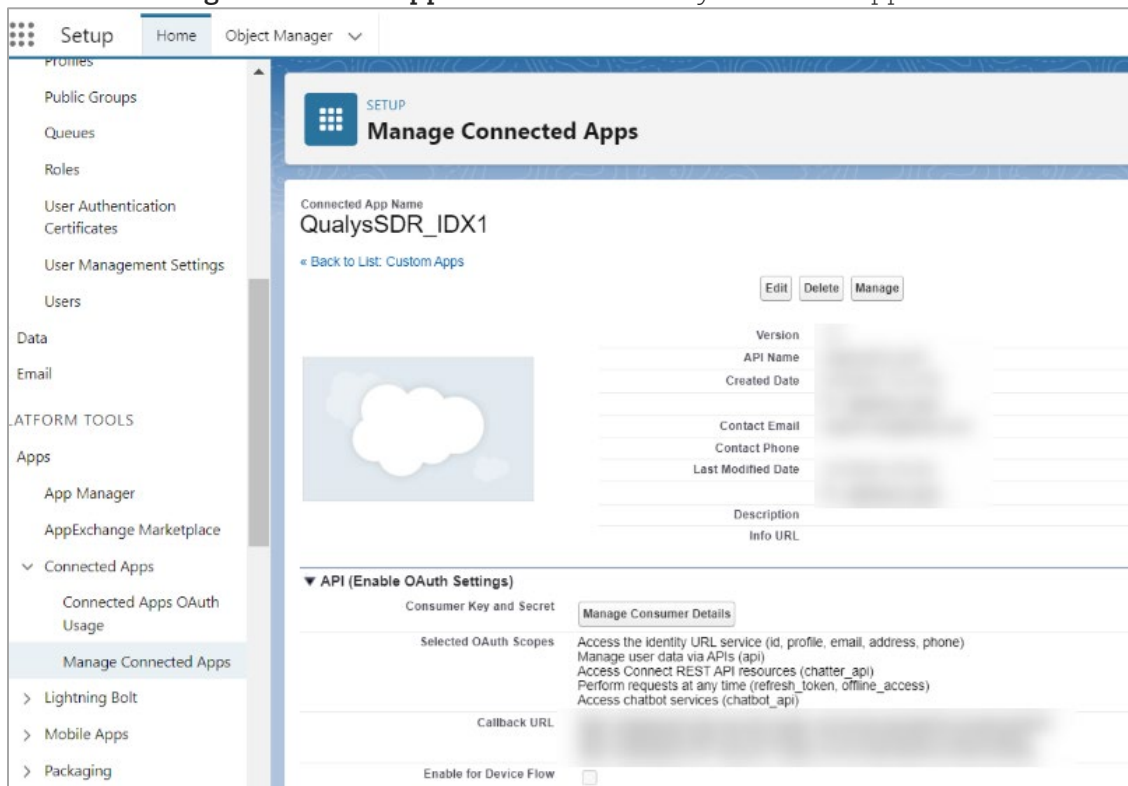 Setup
Home
Object Manager
Profiles
Public Groups
Queues
Roles
User Authentication
Certificates
User Management Settings
Users
Data
Email
ATFORM TOOLS
Apps
App Manager
AppExchange Marketplace
Connected Apps
Connected Apps OAuth
Usage
Manage Connected Apps
Lightning Bolt
Mobile Apps
Packaging
SETUP
Manage Connected Apps
Connected App Name
QualysSDR_IDX1
« Back to List: Custom Apps
Edit Delete Manage
Version
API Name
Created Date
Contact Email
Contact Phone
Last Modified Date
Description
Info URL
▼ API (Enable OAuth Settings)
Consumer Key and Secret
Manage Consumer Details
Selected OAuth Scopes
Access the identity URL service (id, profile, email, address, phone)
Manage user data via APIs (api)
Access Connect REST API resources (chatter_api)
Perform requests at any time (refresh_token, offline_access)
Access chatbot services (chatbot_api)
Callback URL
Enable for Device Flow